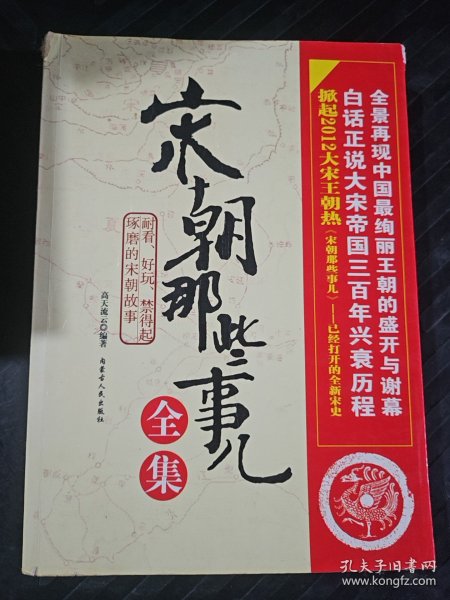 宋朝那些事儿
全集
耐看、好玩、禁得起
琢磨的宋朝故事
高天流云◎编著
内蒙古人民出版社
全景再现中国最绚丽王朝的盛开与谢幕
白话正说大宋帝国三百年兴衰历程
掀起2012大宋王朝热《宋朝那些事儿》——已经打开的全新宋史
孔夫子旧书网
www.kongfz.com